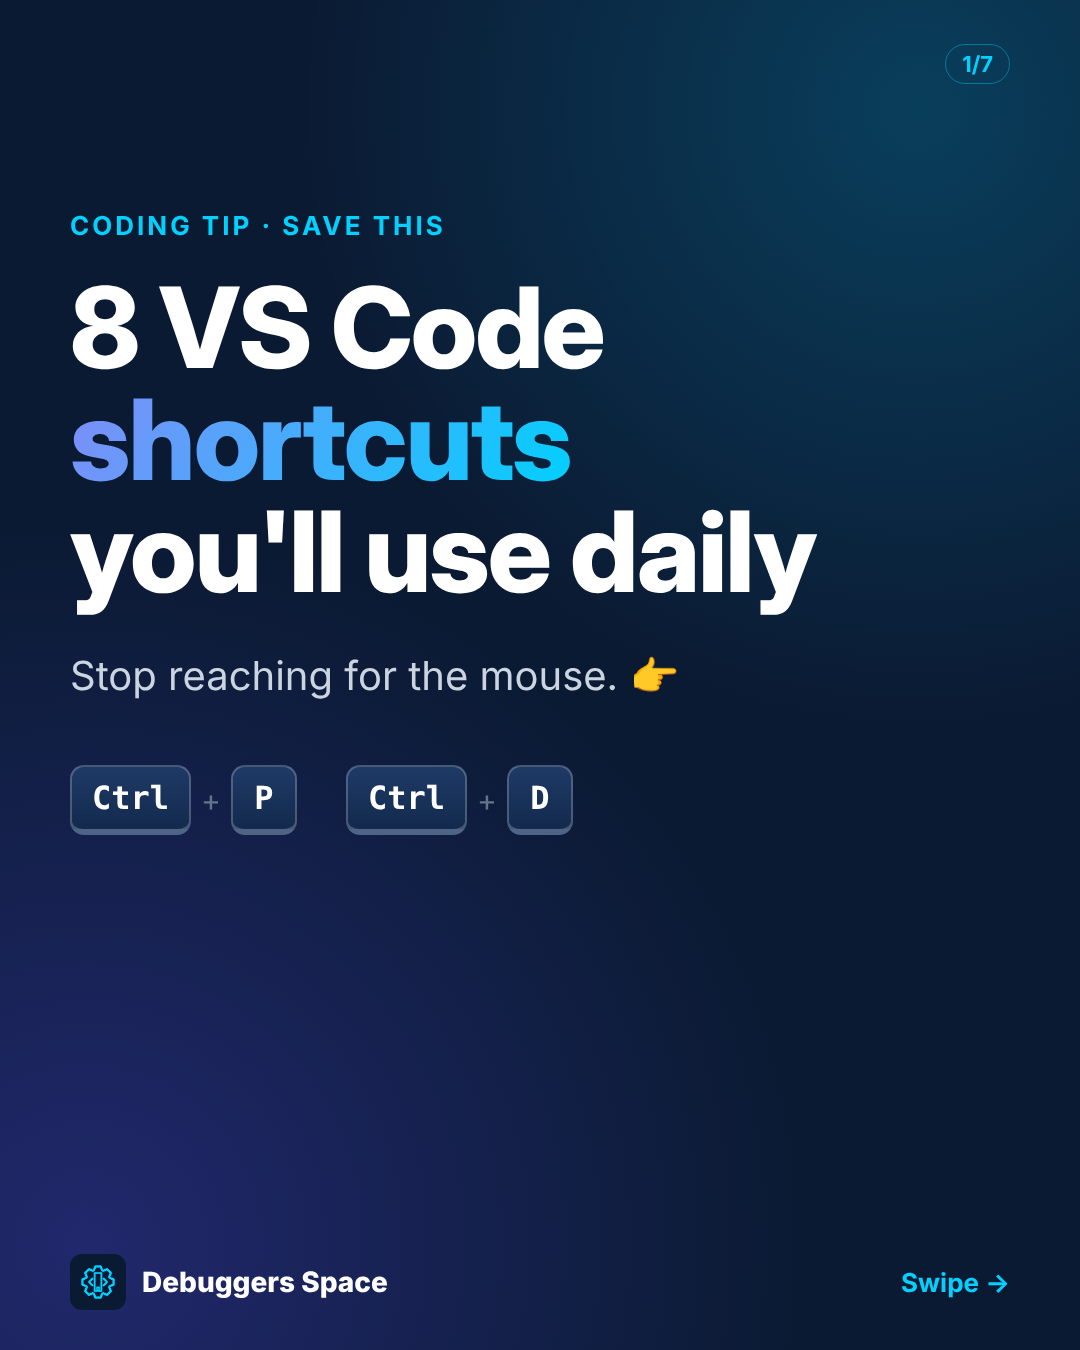 1/7
CODING TIP · SAVE THIS
8 VS Code
shortcuts
you'll use daily
Stop reaching for the mouse. 👉
Ctrl + P Ctrl + D
Debuggers Space
Swipe →